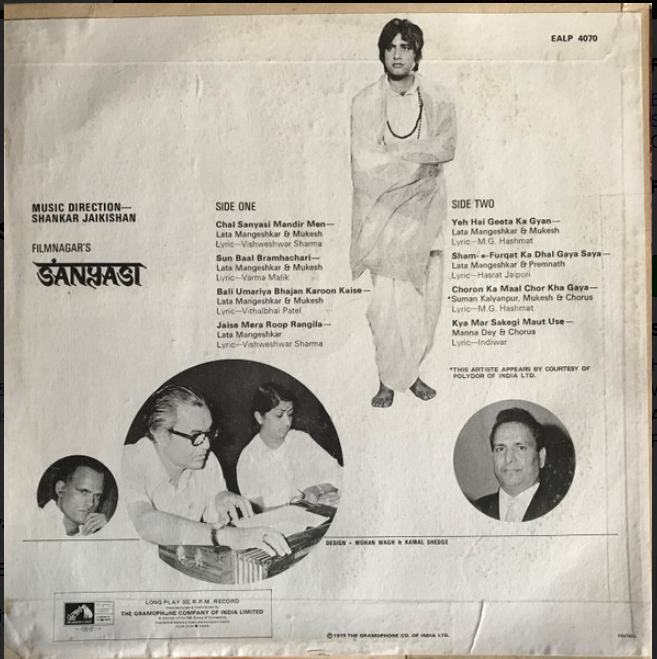 EALP 4070
MUSIC DIRECTION—
SHANKAR JAIKISHAN
FILMNAGAR'S
SANYASI
SIDE ONE
Chal Sanyasi Mandir Men—
Lata Mangeshkar & Mukesh
Lyric—Vishweshwar Sharma
Sun Baal Bramhachari—
Lata Mangeshkar & Mukesh
Lyric—Varma Malik
Bali Umariya Bhajan Karoon Kaise—
Lata Mangeshkar & Mukesh
Lyric—Vithalbhai Patel
Jaise Mera Roop Rangila—
Lata Mangeshkar
Lyric—Vishweshwar Sharma
SIDE TWO
Yeh Hai Geeta Ka Gyan—
Lata Mangeshkar & Mukesh
Lyric—M.G. Hashmat
Sham-e-Furqat Ka Dhal Gaya Saya—
Lata Mangeshkar & Premnath
Lyric—Hasrat Jaipuri
Choron Ka Maal Chor Kha Gaya—
*Suman Kalyanpur, Mukesh & Chorus
Lyric—M.G. Hashmat
Kya Mar Sakegi Maut Use—
Manna Dey & Chorus
Lyric—Indiwar
*THIS ARTISTE APPEARS BY COURTESY OF
POLYDOR OF INDIA LTD.
DESIGN • MOHAN WAGH & KAMAL SHEDGE
LONG PLAY 33⅓ R.P.M. RECORD
THE GRAMOPHONE COMPANY OF INDIA LIMITED
℗ 1975 THE GRAMOPHONE CO. OF INDIA LTD.